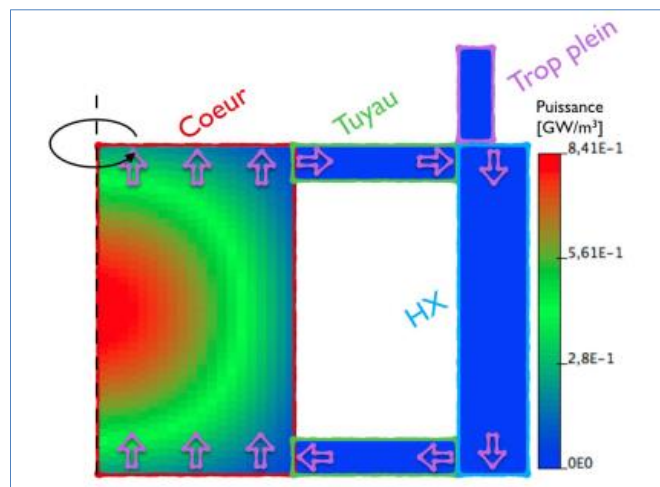 Coeur
Tuyau
Trop plein
HX
Puissance
[GW/m³]
8,41E-1
5,61E-1
2,8E-1
0E0